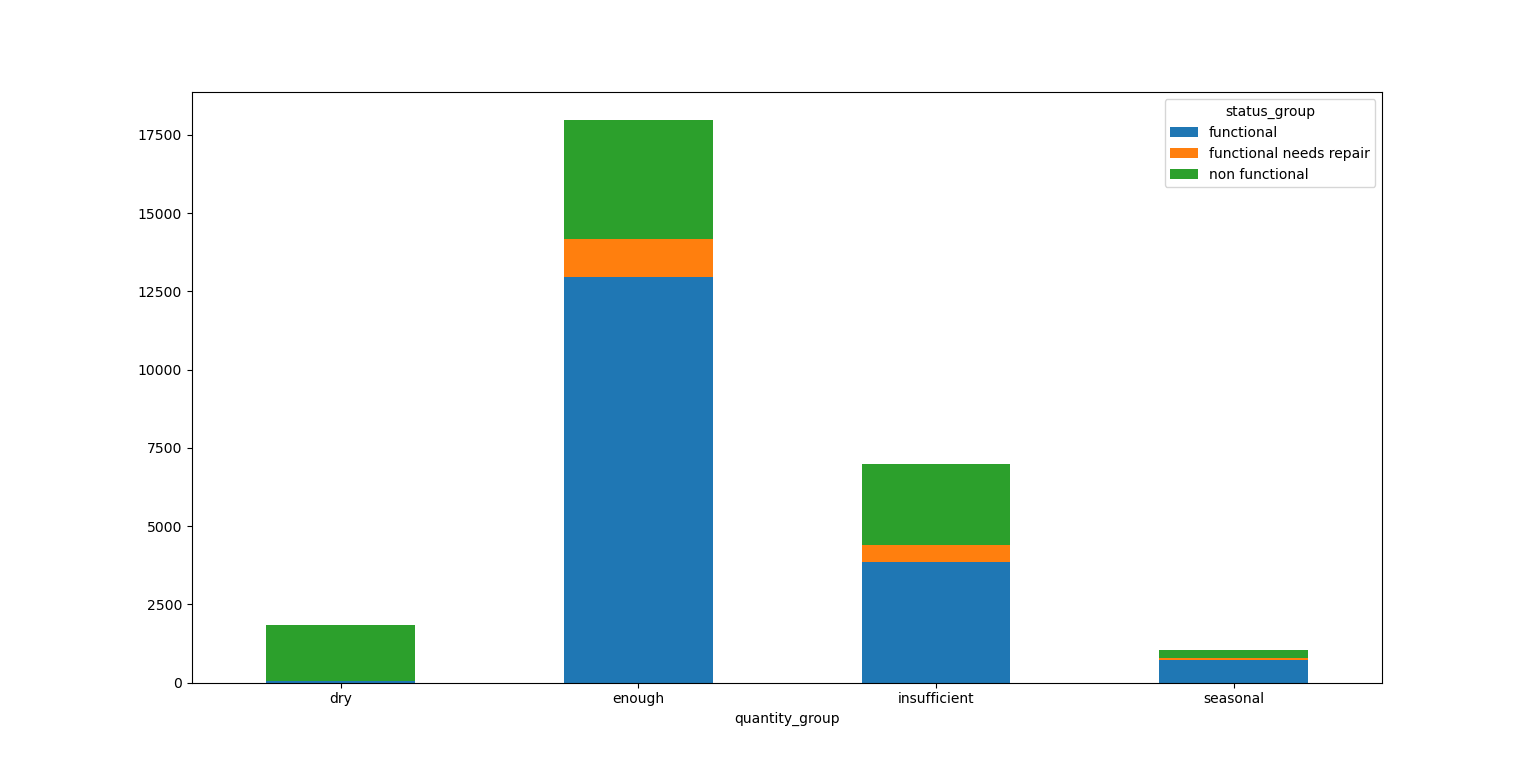 status_group
functional
functional needs repair
non functional
17500
15000
12500
10000
7500
5000
2500
0
dry enough insufficient seasonal
quantity_group